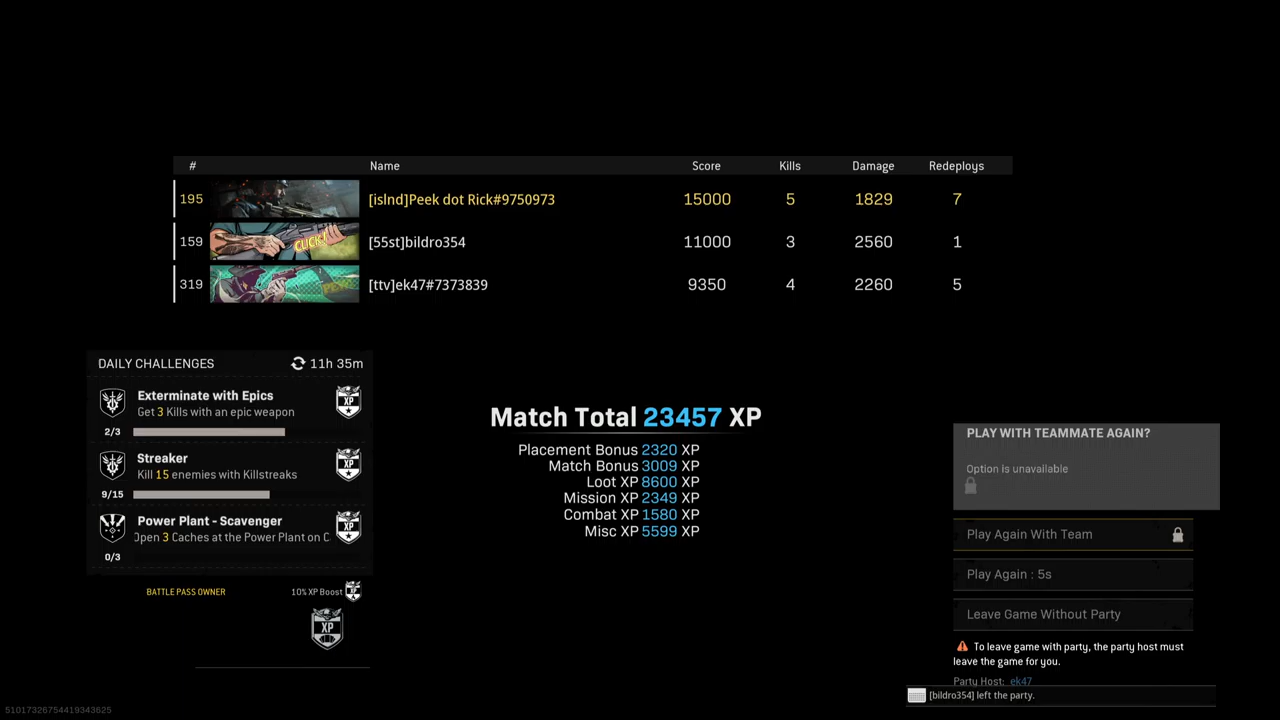 # Name Score Kills Damage Redeploys
195 [islnd]Peek dot Rick#9750973 15000 5 1829 7
159 CLICK! [55st]bildro354 11000 3 2560 1
319 [ttv]ek47#7373839 9350 4 2260 5
DAILY CHALLENGES 11h 35m
Exterminate with Epics
Get 3 Kills with an epic weapon
XP
2/3
Streaker
Kill 15 enemies with Killstreaks
XP
9/15
Power Plant - Scavenger
Open 3 Caches at the Power Plant on C
XP
0/3
BATTLE PASS OWNER 10% XP Boost
XP
Match Total 23457 XP
Placement Bonus 2320 XP
Match Bonus 3009 XP
Loot XP 8600 XP
Mission XP 2349 XP
Combat XP 1580 XP
Misc XP 5599 XP
PLAY WITH TEAMMATE AGAIN?
Option is unavailable
Play Again With Team
Play Again : 5s
Leave Game Without Party
To leave game with party, the party host must
leave the game for you.
Party Host: ek47
[bildro354] left the party.
51017326754419343625